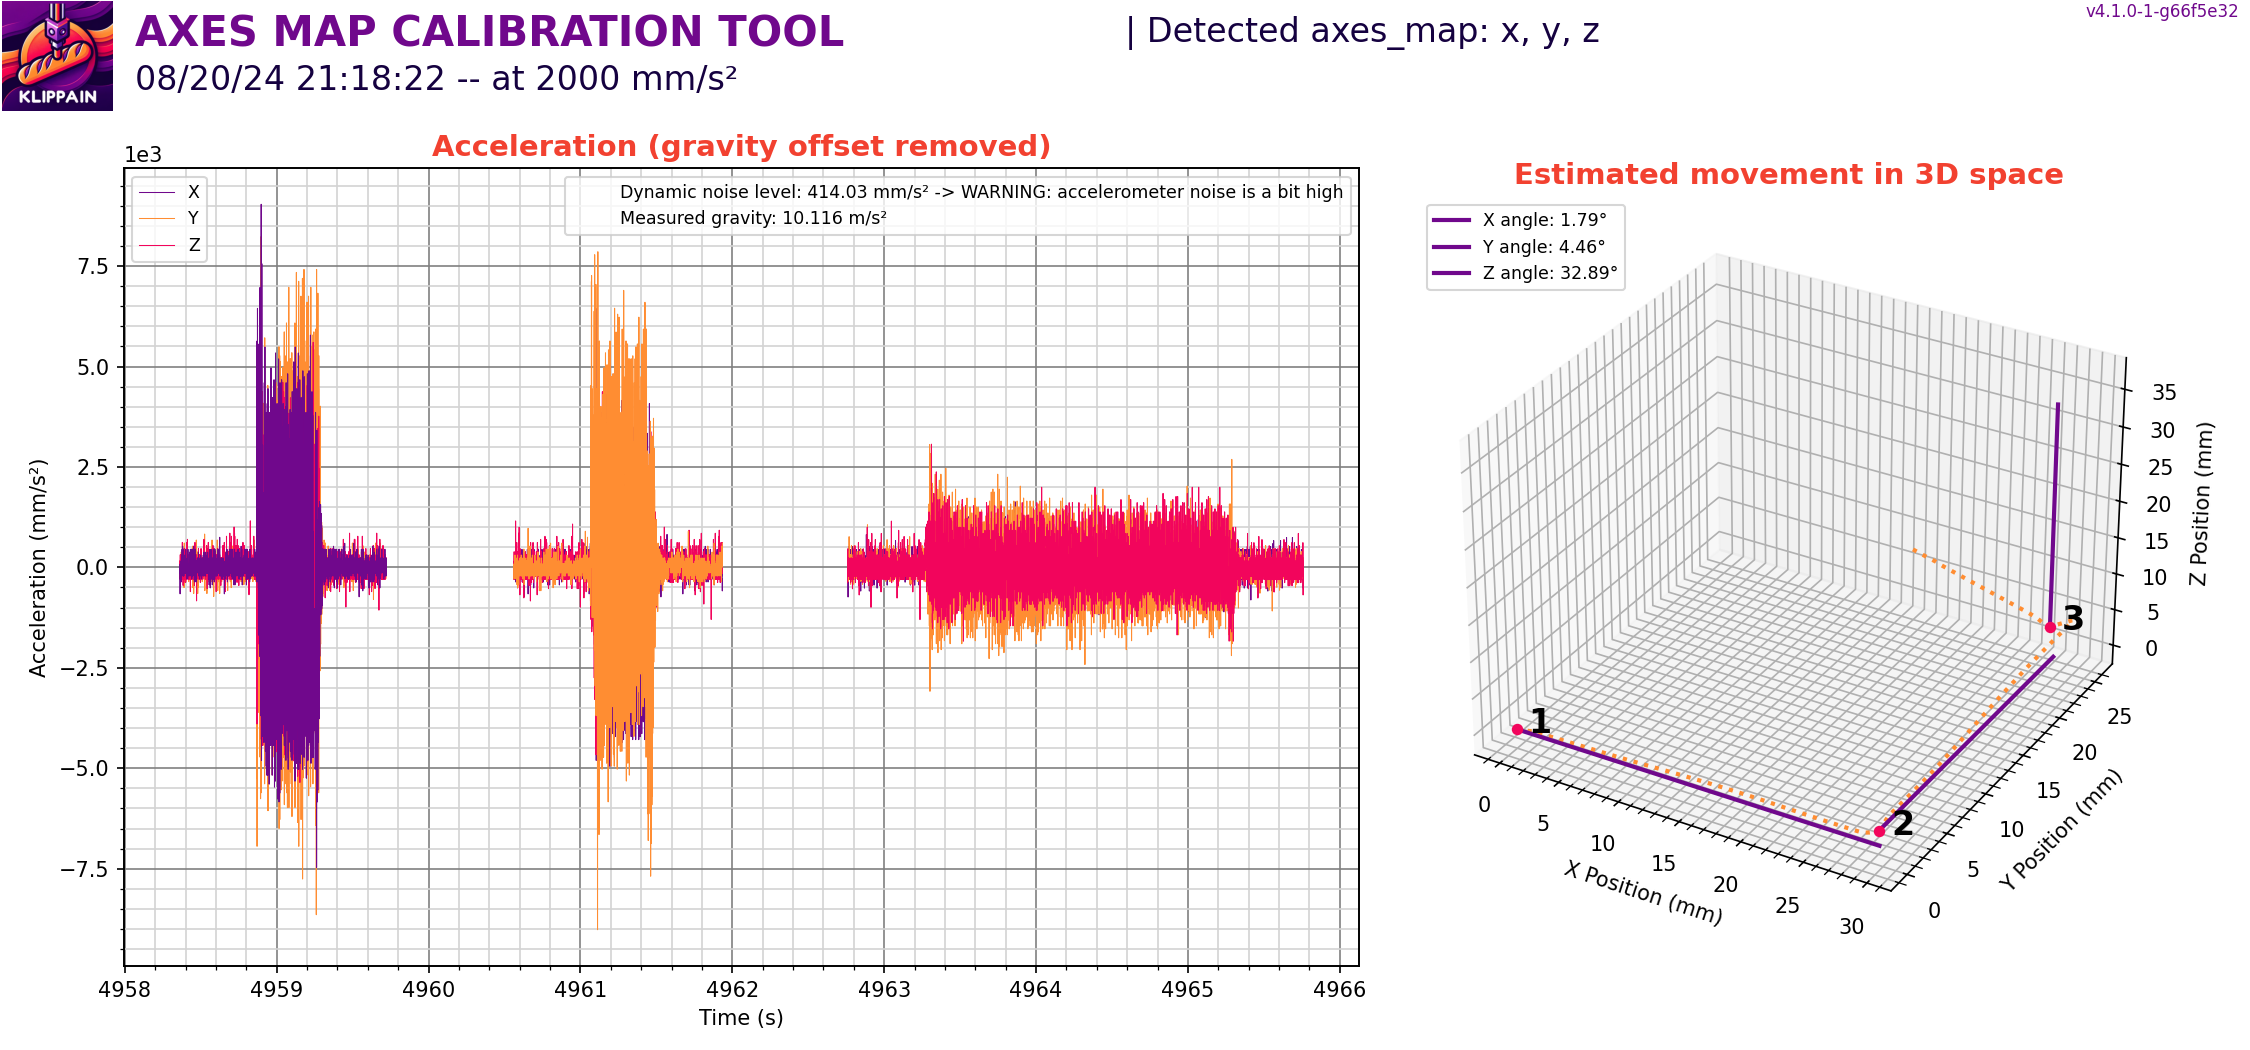 KLIPPAIN
AXES MAP CALIBRATION TOOL
08/20/24 21:18:22 -- at 2000 mm/s²
| Detected axes_map: x, y, z
v4.1.0-1-g66f5e32
Acceleration (gravity offset removed)
1e3
X
Y
Z
Dynamic noise level: 414.03 mm/s² -> WARNING: accelerometer noise is a bit high
Measured gravity: 10.116 m/s²
7.5
5.0
2.5
0.0
−2.5
−5.0
−7.5
Acceleration (mm/s²)
4958 4959 4960 4961 4962 4963 4964 4965 4966
Time (s)
Estimated movement in 3D space
X angle: 1.79°
Y angle: 4.46°
Z angle: 32.89°
1
2
3
0 5 10 15 20 25 30
X Position (mm)
0 5 10 15 20 25
Y Position (mm)
35
30
25
20
15
10
5
0
Z Position (mm)